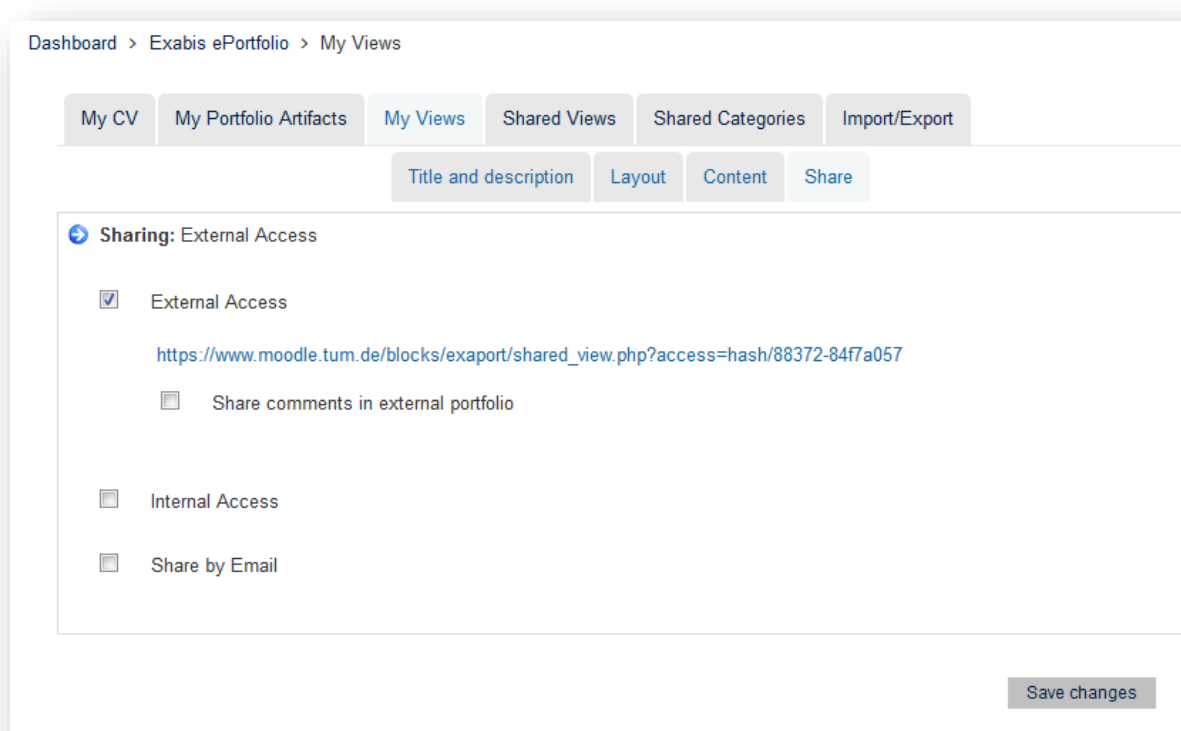 Dashboard > Exabis ePortfolio > My Views
My CV My Portfolio Artifacts My Views Shared Views Shared Categories Import/Export
Title and description Layout Content Share
Sharing: External Access
External Access
https://www.moodle.tum.de/blocks/exaport/shared_view.php?access=hash/88372-84f7a057
Share comments in external portfolio
Internal Access
Share by Email
Save changes